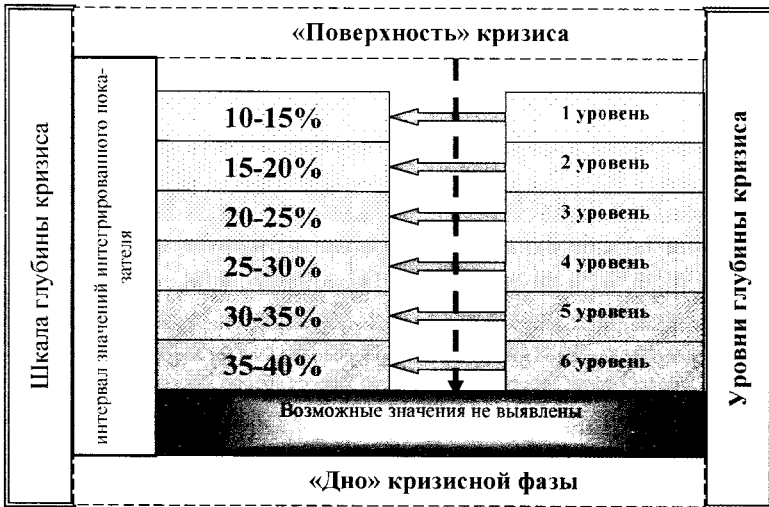 «Поверхность» кризиса
Шкала глубины кризиса
интервал значений интегрированного пока-
зателя
10-15%
1 уровень
15-20%
2 уровень
20-25%
3 уровень
25-30%
4 уровень
30-35%
5 уровень
35-40%
6 уровень
Уровни глубины кризиса
Возможные значения не выявлены
«Дно» кризисной фазы